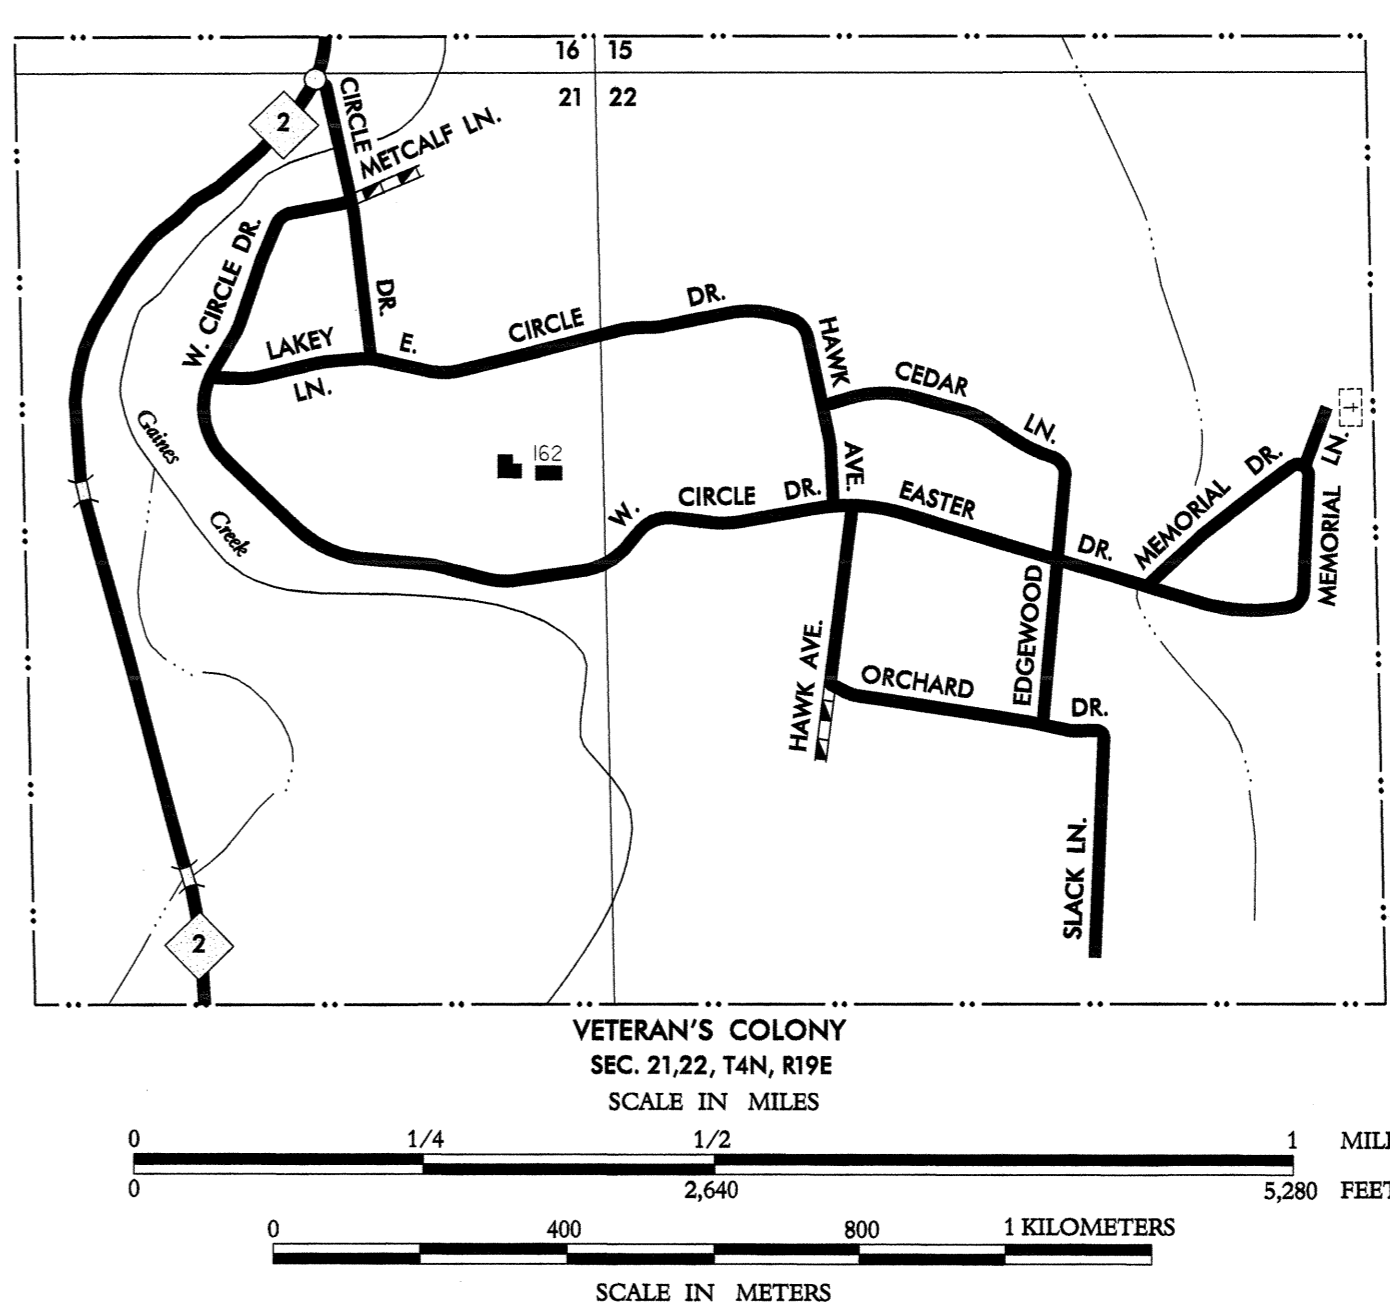 16 15
21 22
2
CIRCLE
METCALF LN.
W. CIRCLE DR.
DR.
LAKEY
LN.
E.
CIRCLE
DR.
HAWK
AVE.
CEDAR
LN.
Gaines
Creek
162
W.
CIRCLE
DR.
EASTER
DR.
MEMORIAL
DR.
MEMORIAL
LN.
EDGEWOOD
HAWK AVE.
ORCHARD
DR.
SLACK LN.
2
VETERAN'S COLONY
SEC. 21,22, T4N, R19E
SCALE IN MILES
0 1/4 1/2 1 MIL
0 2,640 5,280 FEET
0 400 800 1 KILOMETERS
SCALE IN METERS